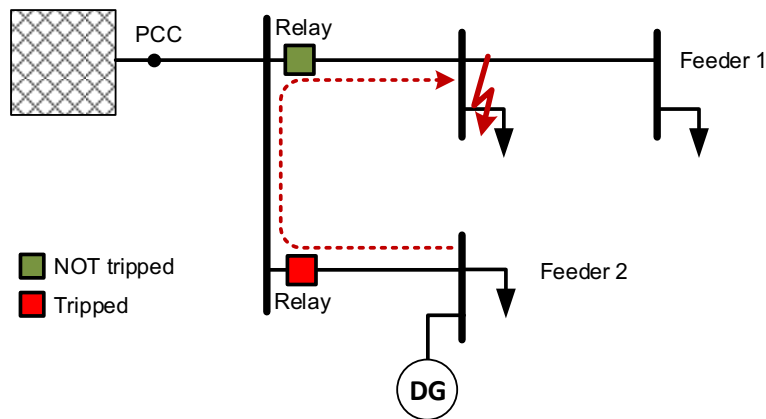 PCC
Relay
Feeder 1
NOT tripped
Tripped
Relay
Feeder 2
DG